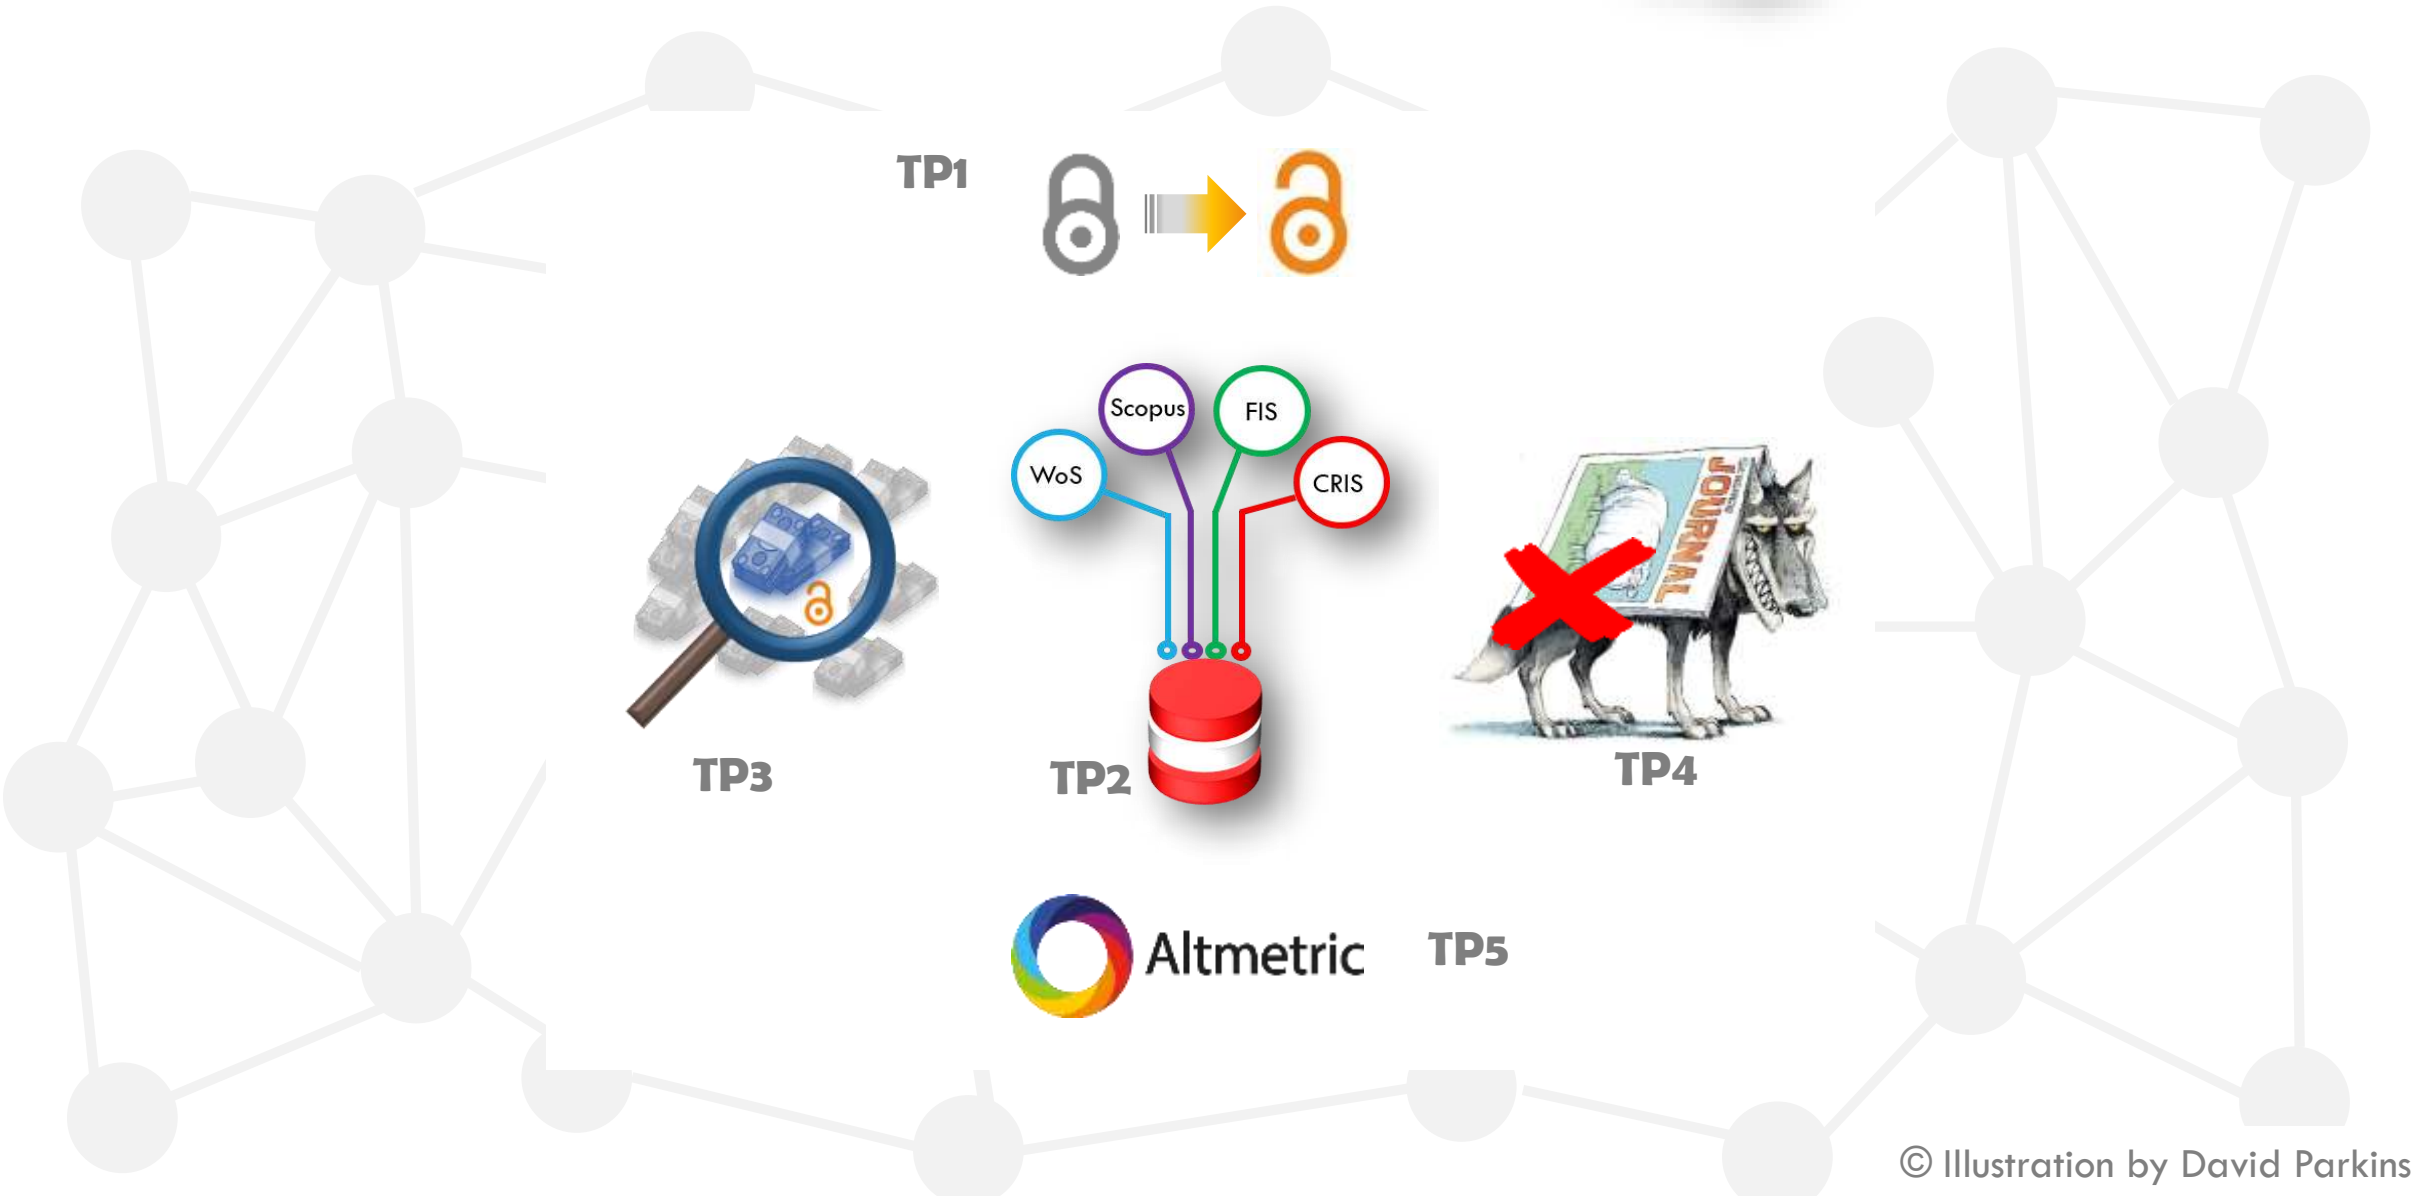 TP1
Scopus
FIS
WoS
CRIS
JOURNAL
TP3
TP2
TP4
Altmetric
TP5
© Illustration by David Parkins